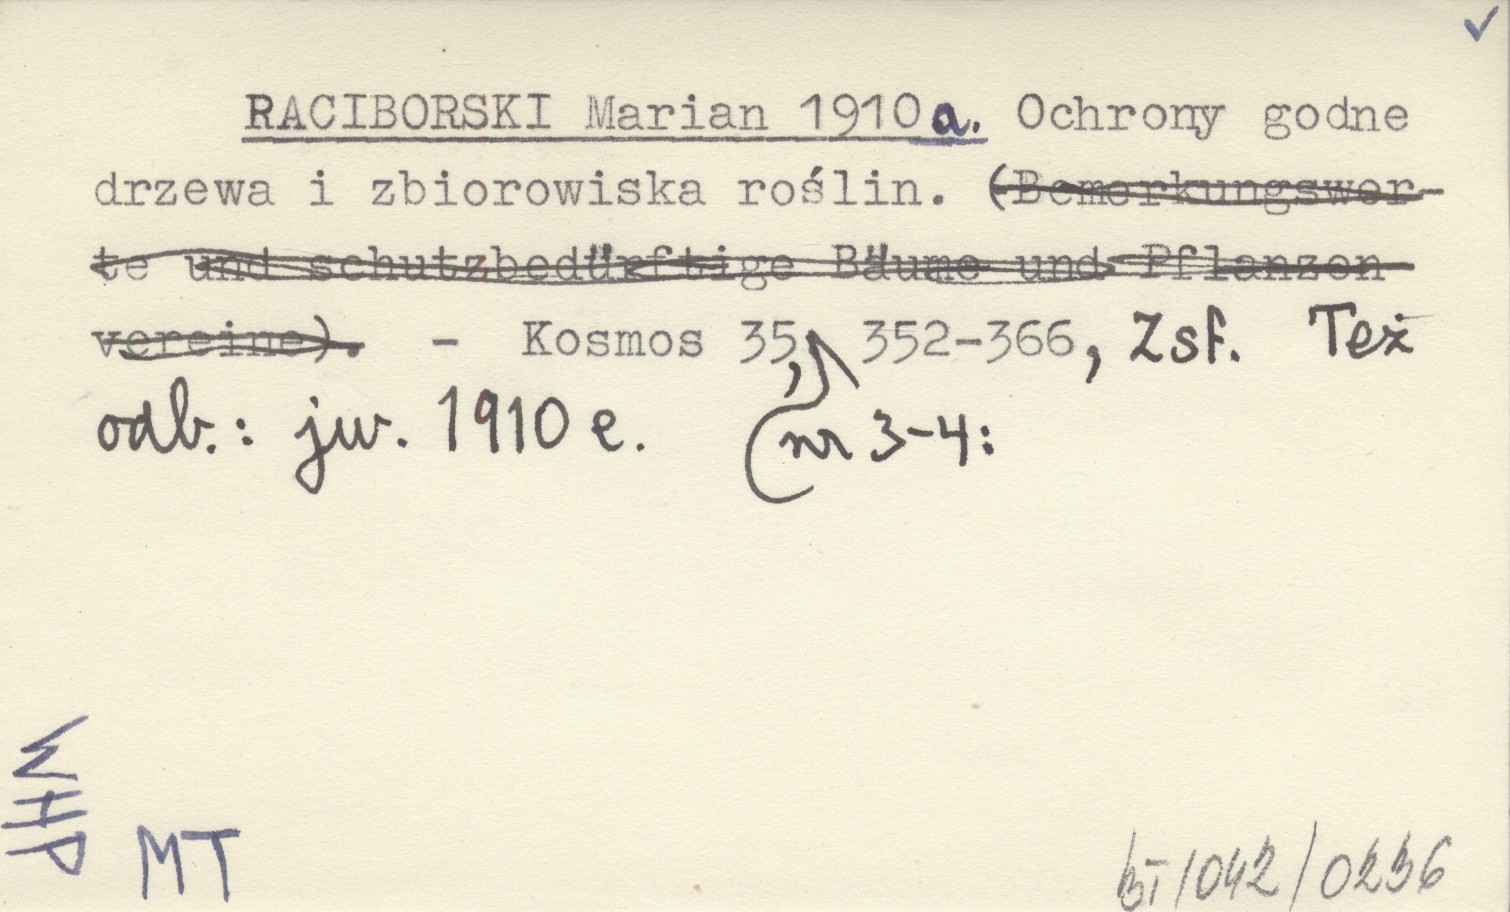 ✓
RACIBORSKI Marian 1910a. Ochrony godne
drzewa i zbiorowiska roślin. (Bemerkungswer-
te und schutzbedürftige Bäume und Pflanzen
vereine). - Kosmos 35, 352-366, Zsf. Też
odb.: jw. 1910 e. nr 3-4:
WHP
MT
BI/042/0236